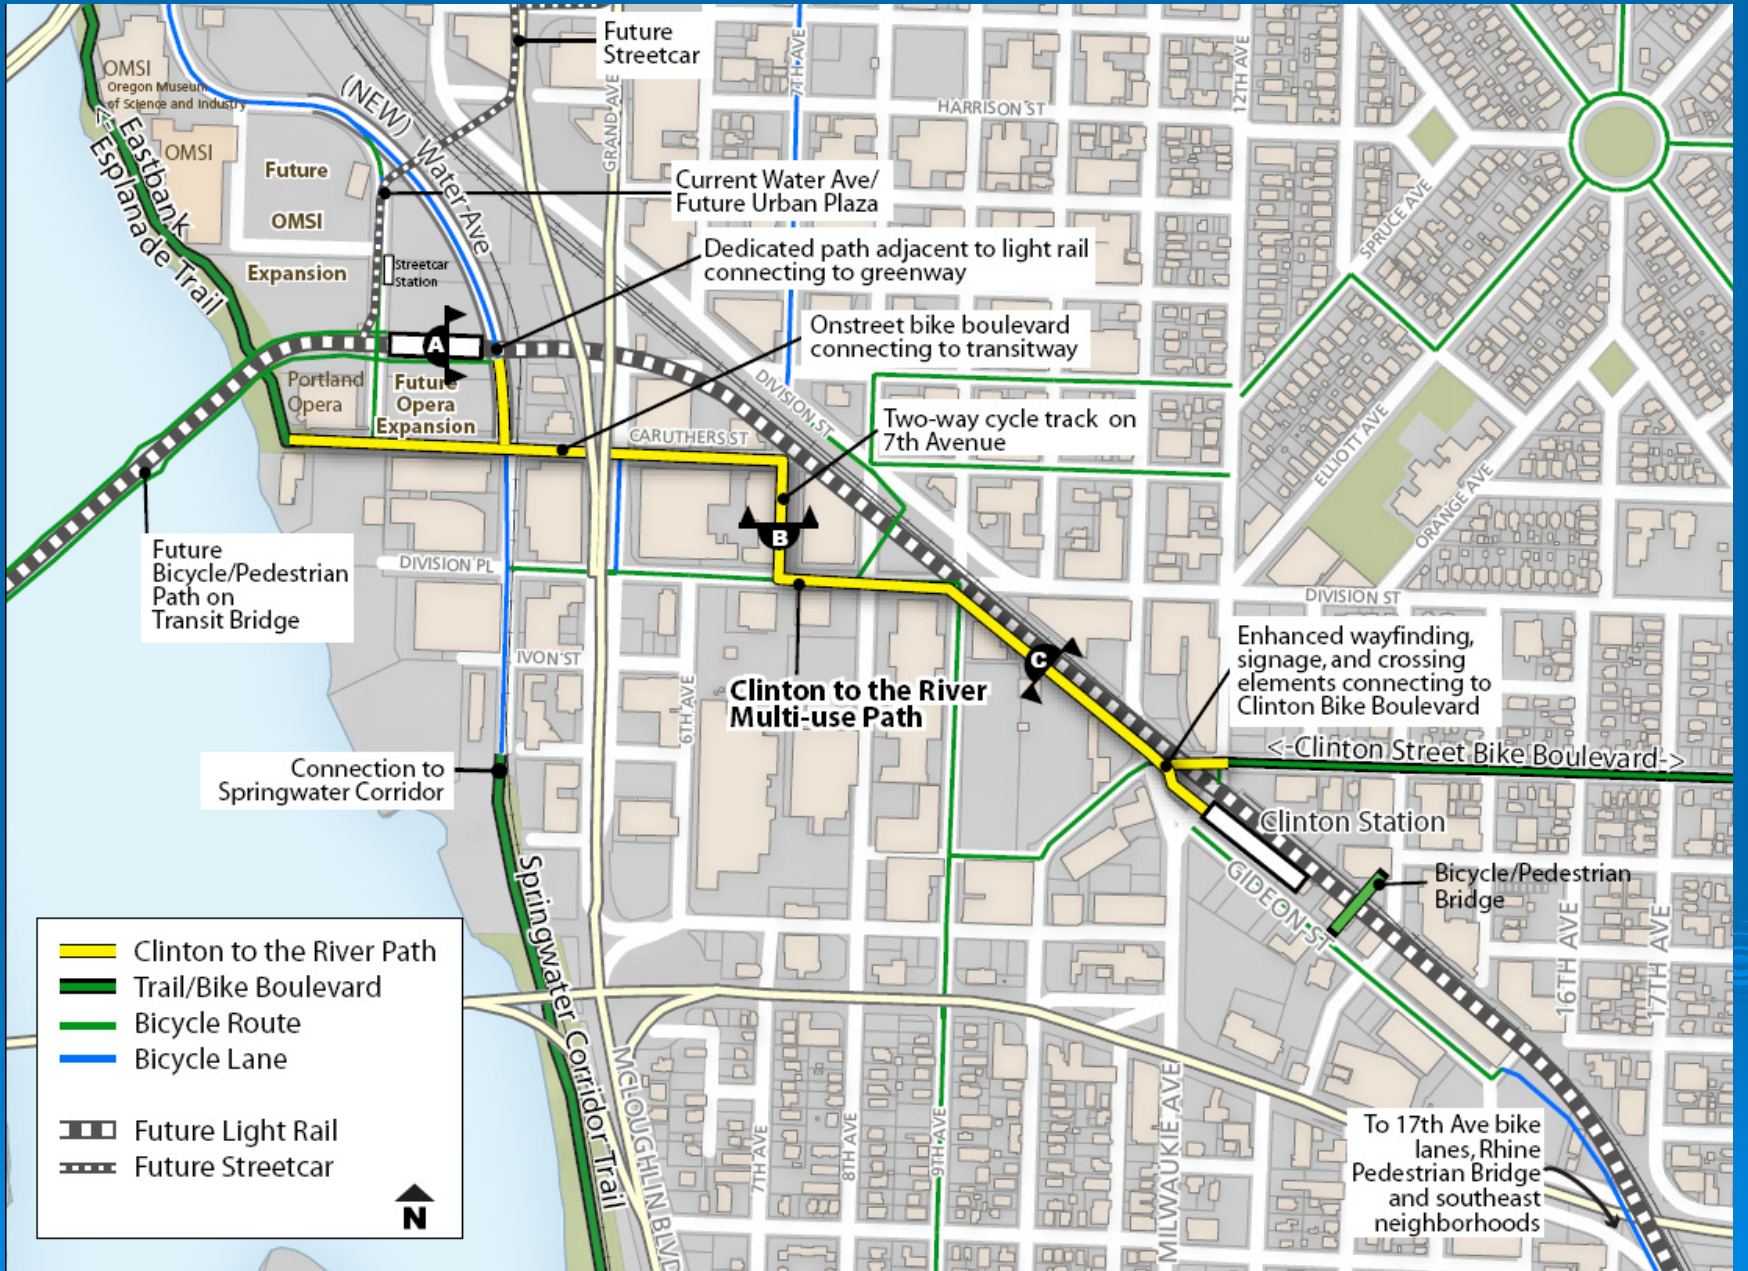 Future
Streetcar
7TH AVE
12TH AVE
GRAND AVE
HARRISON ST
OMSI
Oregon Museum
of Science and Industry
(NEW) Water Ave
<- Eastbank
Esplanade Trail
OMSI
Future
OMSI
Expansion
Current Water Ave/
Future Urban Plaza
SPRUCE AVE
Dedicated path adjacent to light rail
connecting to greenway
Streetcar
Station
Onstreet bike boulevard
connecting to transitway
A
Portland
Opera
Future
Opera
Expansion
DIVISION ST
CARUTHERS ST
Two-way cycle track on
7th Avenue
ELLIOTT AVE
ORANGE AVE
B
Future
Bicycle/Pedestrian
Path on
Transit Bridge
DIVISION PL
DIVISION ST
IVON ST
6TH AVE
C
Clinton to the River
Multi-use Path
Enhanced wayfinding,
signage, and crossing
elements connecting to
Clinton Bike Boulevard
<-Clinton Street Bike Boulevard->
Connection to
Springwater Corridor
Clinton Station
GIDEON ST
Bicycle/Pedestrian
Bridge
16TH AVE
17TH AVE
Springwater Corridor Trail
MCLOUGHLIN BLVD
7TH AVE
8TH AVE
9TH AVE
MILWAUKIE AVE
To 17th Ave bike
lanes, Rhine
Pedestrian Bridge
and southeast
neighborhoods
Clinton to the River Path
Trail/Bike Boulevard
Bicycle Route
Bicycle Lane
Future Light Rail
Future Streetcar
N